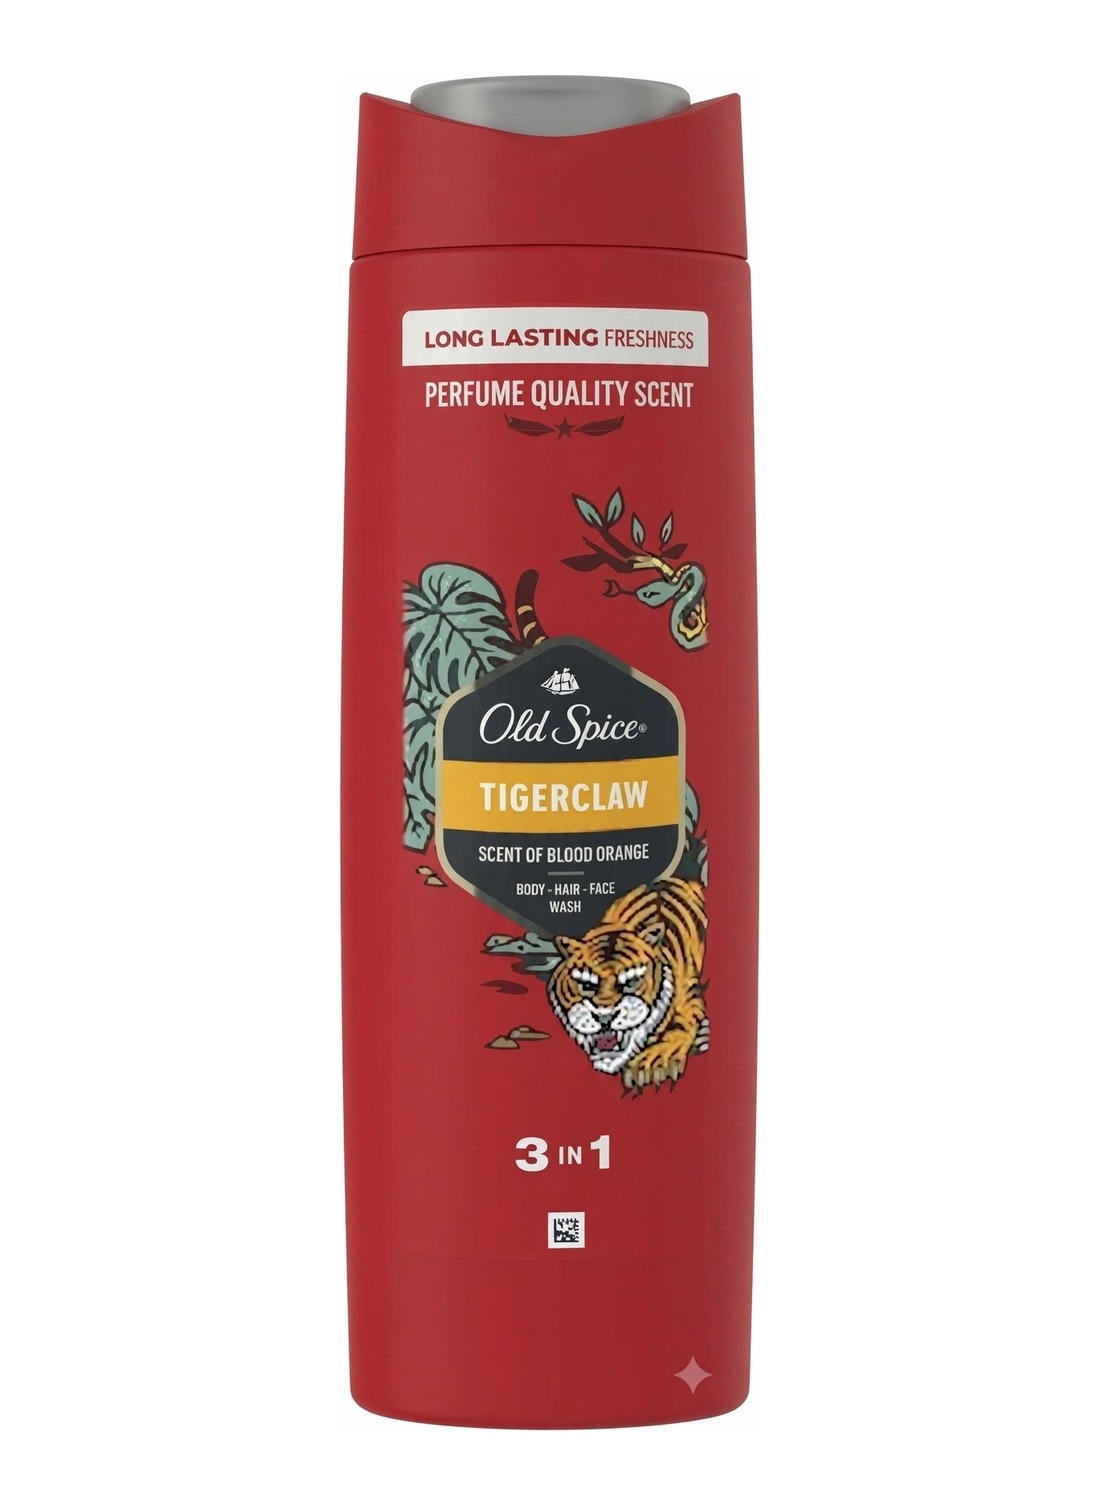 LONG LASTING FRESHNESS
PERFUME QUALITY SCENT
Old Spice®
TIGERCLAW
SCENT OF BLOOD ORANGE
BODY - HAIR - FACE
WASH
3 IN 1